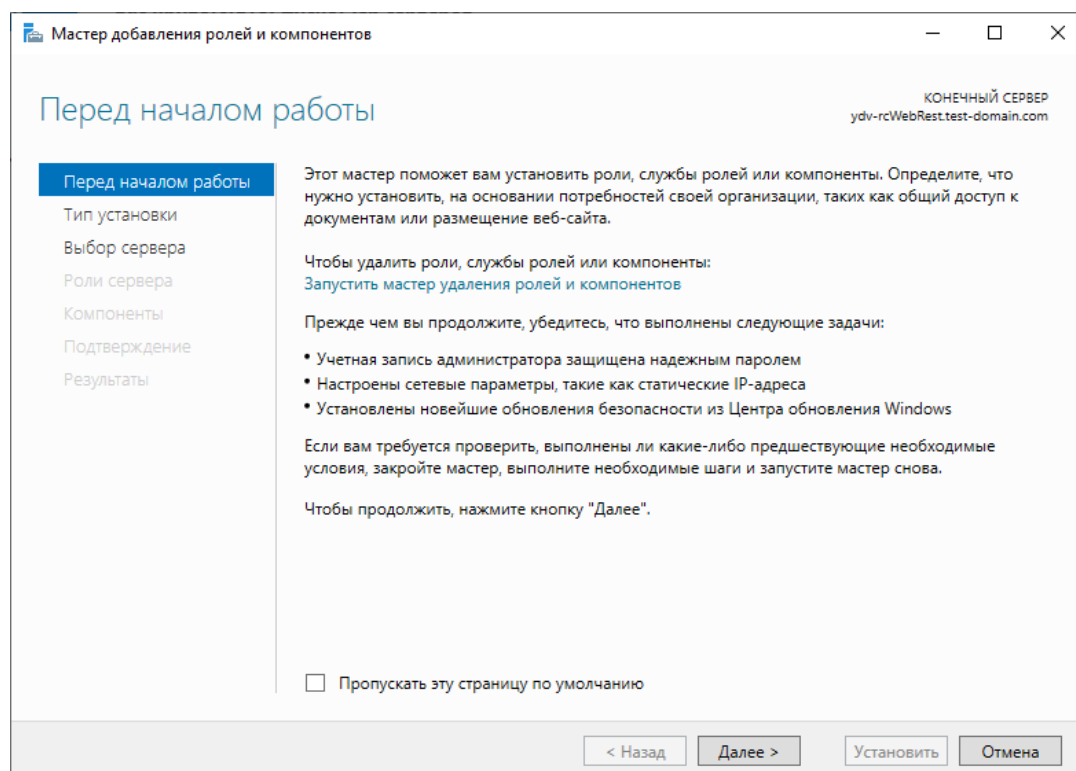 Мастер добавления ролей и компонентов
Перед началом работы
КОНЕЧНЫЙ СЕРВЕР
ydv-rcWebRest.test-domain.com
Перед началом работы
Тип установки
Выбор сервера
Роли сервера
Компоненты
Подтверждение
Результаты
Этот мастер поможет вам установить роли, службы ролей или компоненты. Определите, что
нужно установить, на основании потребностей своей организации, таких как общий доступ к
документам или размещение веб-сайта.
Чтобы удалить роли, службы ролей или компоненты:
Запустить мастер удаления ролей и компонентов
Прежде чем вы продолжите, убедитесь, что выполнены следующие задачи:
• Учетная запись администратора защищена надежным паролем
• Настроены сетевые параметры, такие как статические IP-адреса
• Установлены новейшие обновления безопасности из Центра обновления Windows
Если вам требуется проверить, выполнены ли какие-либо предшествующие необходимые
условия, закройте мастер, выполните необходимые шаги и запустите мастер снова.
Чтобы продолжить, нажмите кнопку "Далее".
Пропускать эту страницу по умолчанию
< Назад Далее > Установить Отмена